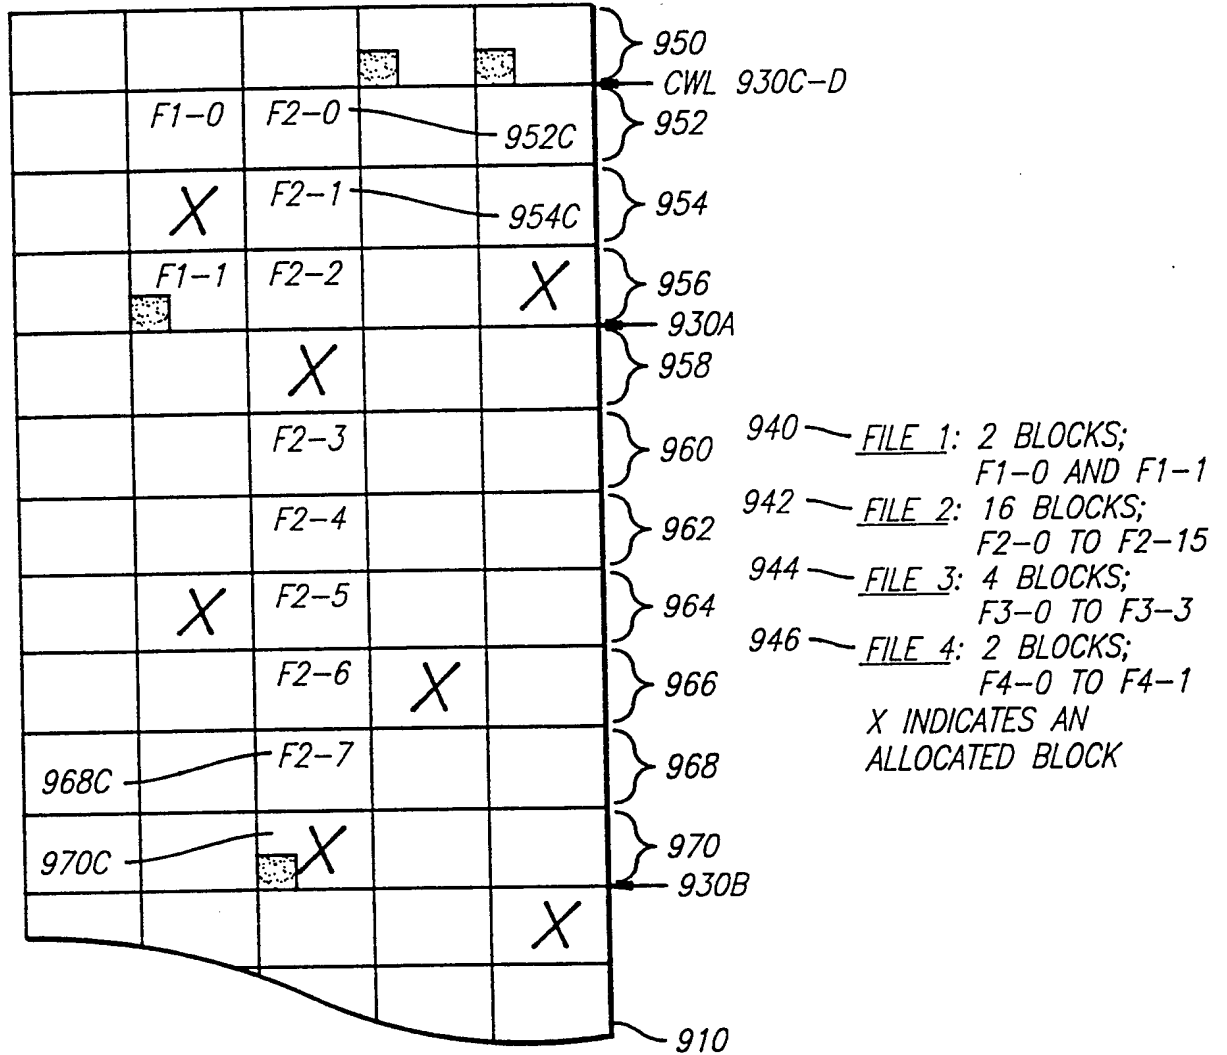 950
CWL 930C-D
F1-0 F2-0 952C 952
X F2-1 954C 954
F1-1 F2-2 X 956
930A
X 958
F2-3 960
F2-4 962
X F2-5 964
F2-6 X 966
968C F2-7 968
970C X 970
930B
X
910
940 FILE 1: 2 BLOCKS;
F1-0 AND F1-1
942 FILE 2: 16 BLOCKS;
F2-0 TO F2-15
944 FILE 3: 4 BLOCKS;
F3-0 TO F3-3
946 FILE 4: 2 BLOCKS;
F4-0 TO F4-1
X INDICATES AN
ALLOCATED BLOCK